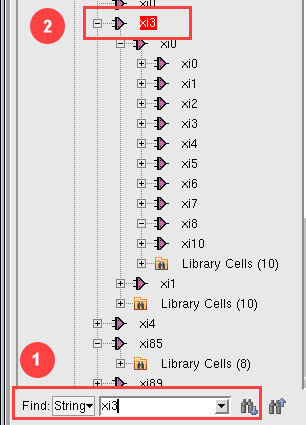 xi0
2
xi3
xi0
xi0
xi1
xi2
xi3
xi4
xi5
xi6
xi7
xi8
xi10
Library Cells (10)
xi1
Library Cells (10)
xi4
xi85
1
Library Cells (8)
xi89
Find: String xi3